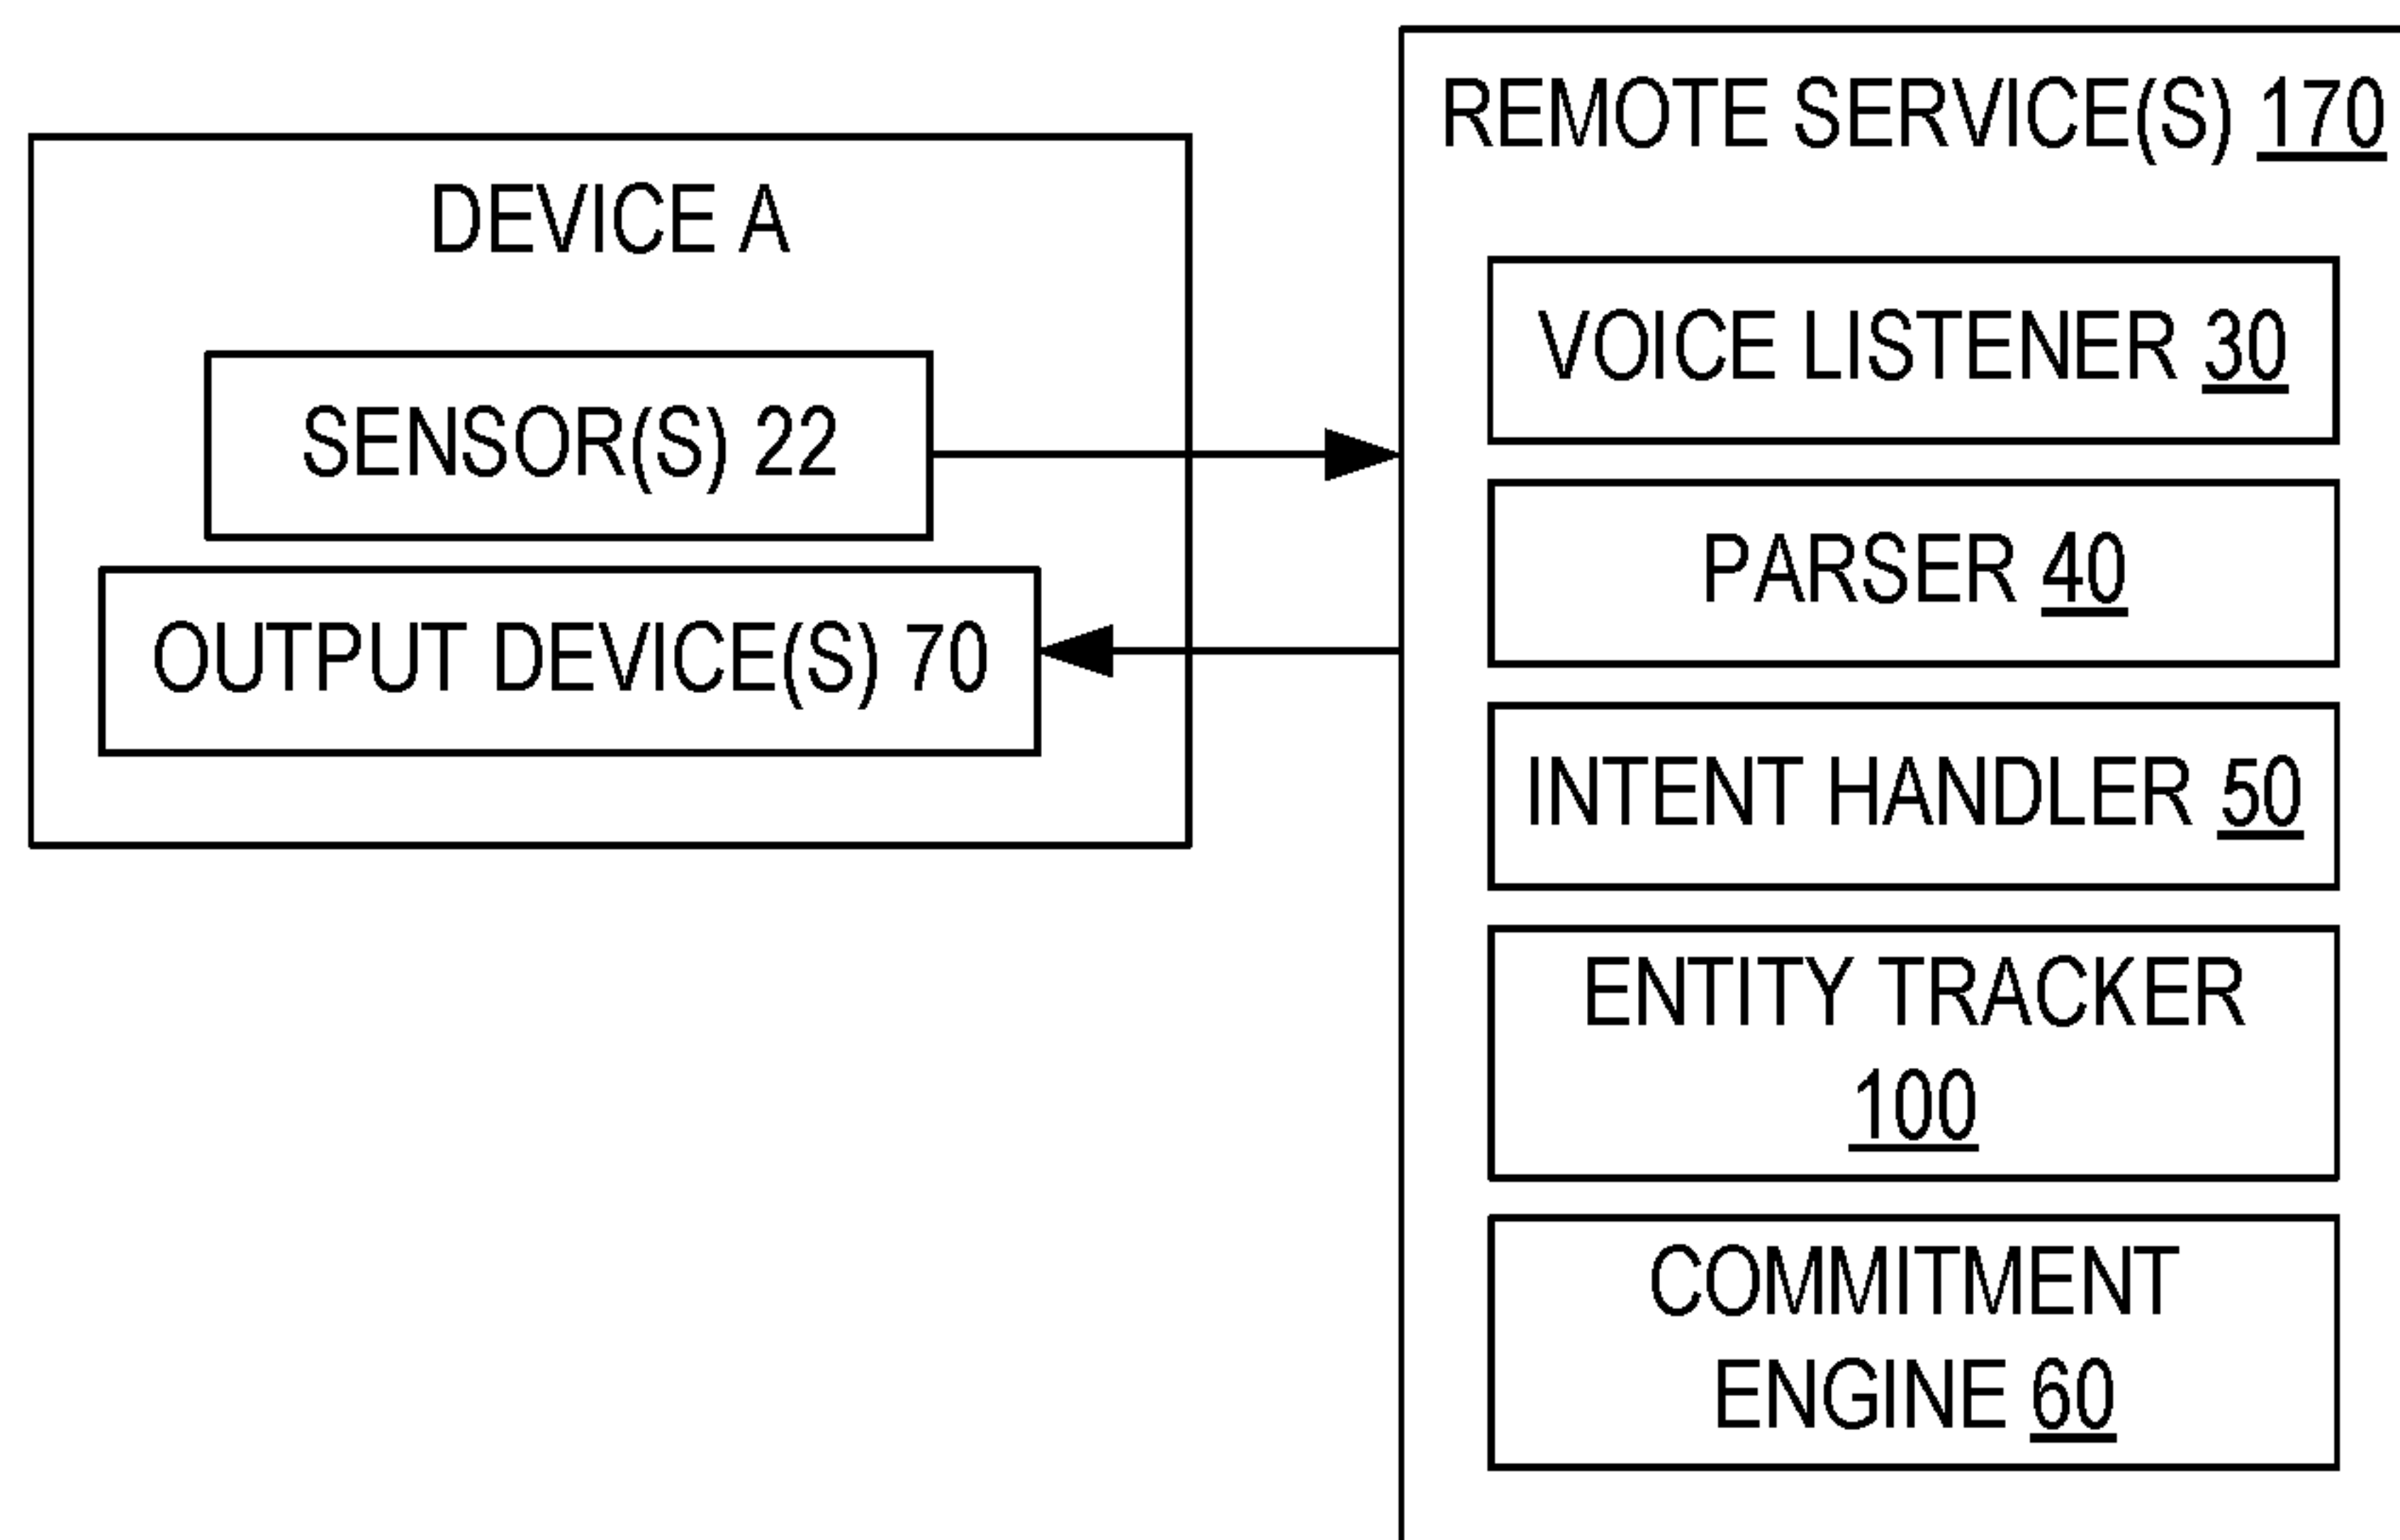 DEVICE A
SENSOR(S) 22
OUTPUT DEVICE(S) 70
REMOTE SERVICE(S) 170
VOICE LISTENER 30
PARSER 40
INTENT HANDLER 50
ENTITY TRACKER
100
COMMITMENT
ENGINE 60